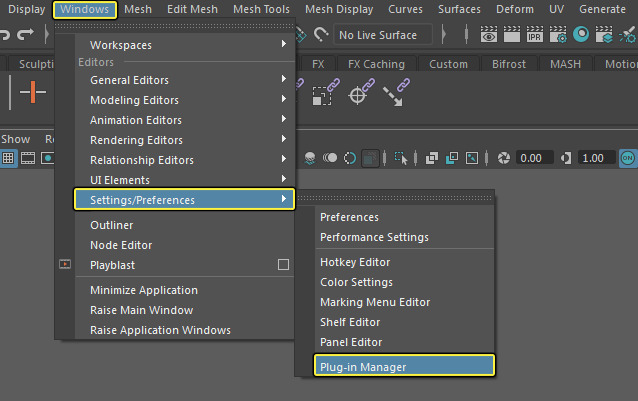 Display Windows Mesh Edit Mesh Mesh Tools Mesh Display Curves Surfaces Deform UV Generate
No Live Surface
IPR
Workspaces
Sculpti FX FX Caching Custom Bifrost MASH Motion
Editors
General Editors
Modeling Editors
Animation Editors
Rendering Editors
Show
Relationship Editors 0.00 1.00 ON
UI Elements
Settings/Preferences
Preferences
Outliner
Performance Settings
Node Editor
Hotkey Editor
Playblast
Color Settings
Minimize Application
Marking Menu Editor
Raise Main Window
Shelf Editor
Raise Application Windows
Panel Editor
Plug-in Manager